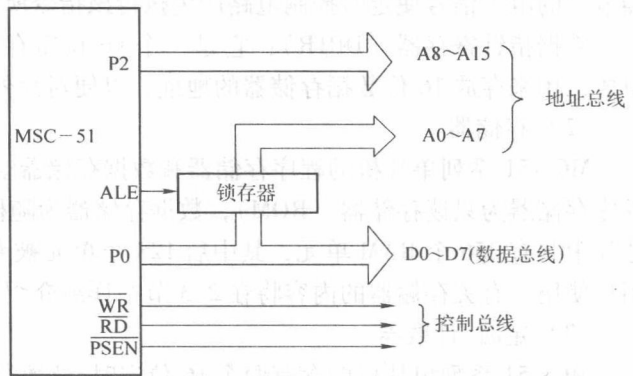 P2
A8~A15
地址总线
MSC-51
A0~A7
ALE
锁存器
P0
D0~D7(数据总线)
WR
RD
控制总线
PSEN